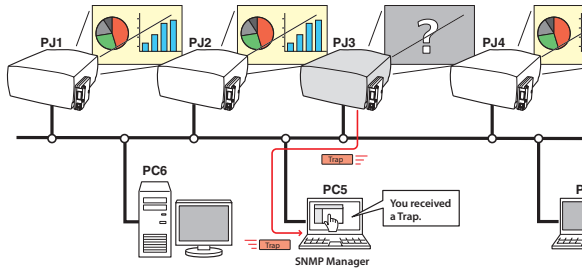 PJ1
PJ2
PJ3
PJ4
?
Trap
PC6
PC5
P
You received
a Trap.
Trap
SNMP Manager